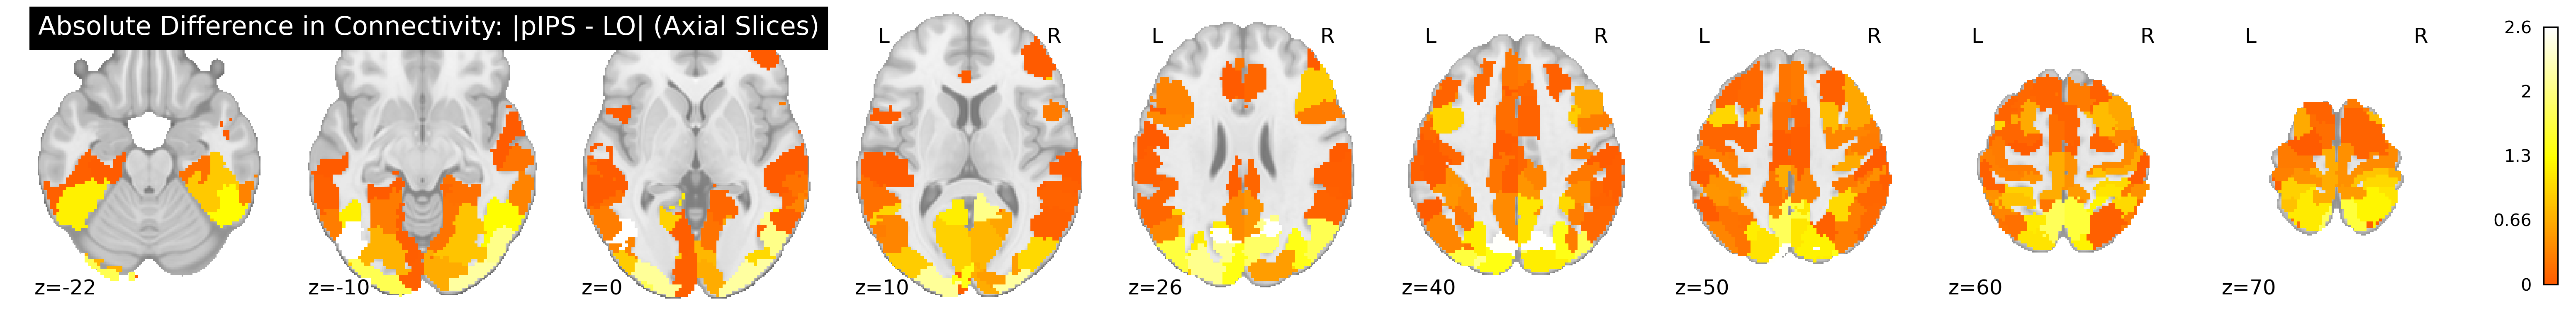 Absolute Difference in Connectivity: |pIPS - LO| (Axial Slices)
L R L R L R L R L R L R
2.6
2
1.3
0.66
0
z=-22 z=-10 z=0 z=10 z=26 z=40 z=50 z=60 z=70